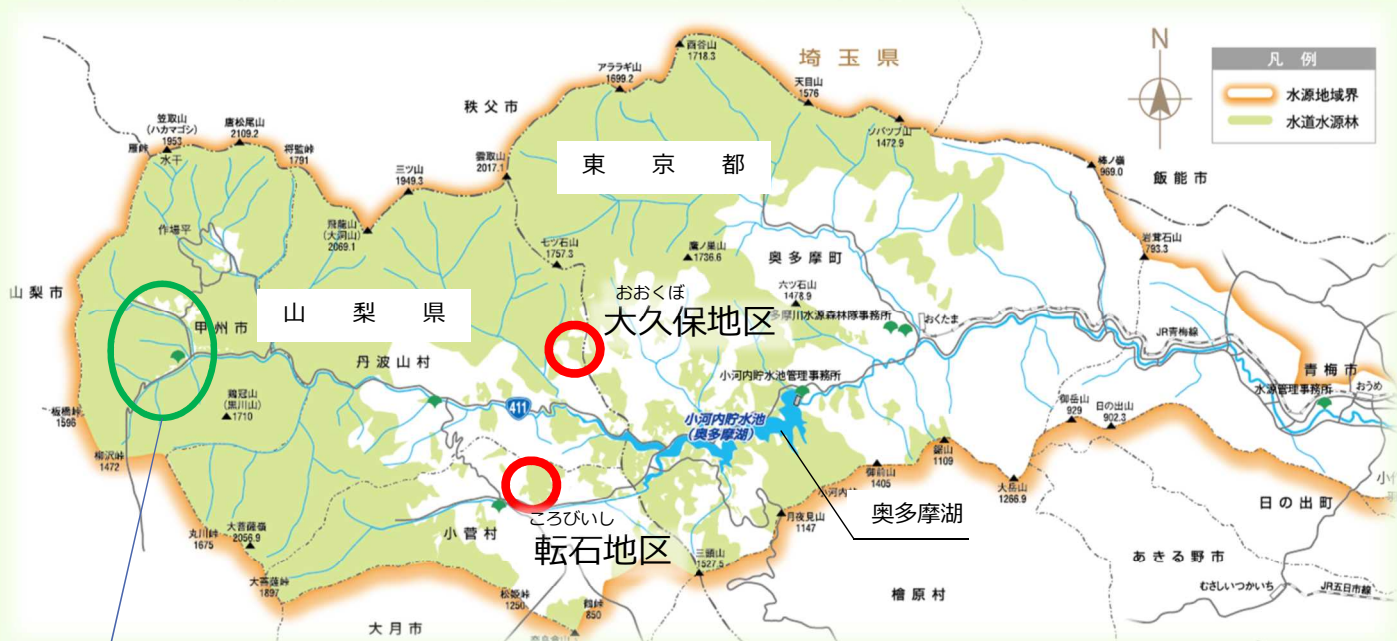 埼玉県
N
凡例
水源地域界
水道水源林
酉谷山
1718.3
アララギ山
1699.2
天目山
1576
秩父市
笠取山
(ハカマゴシ)
1953
唐松尾山
2109.2
雁峠
水干
将監峠
1791
雲取山
2017.1
三ツ山
1949.3
ソバツブ山
1472.9
東京都
棒ノ嶺
969.0
飯能市
作場平
飛龍山
(大洞山)
2069.1
七ツ石山
1757.3
鷹ノ巣山
1736.6
奥多摩町
岩茸石山
793.3
山梨市
甲州市
山梨県
おおくぼ
大久保地区
六ツ石山
1478.9
多摩川水源森林隊事務所
おくたま
JR青梅線
丹波山村
小河内貯水池管理事務所
青梅市
おうめ
水源管理事務所
鶏冠山
(黒川山)
1710
板橋峠
1596
411
小河内貯水池
(奥多摩湖)
御岳山
929
日の出山
902.3
柳沢峠
1472
鋸山
1109
御前山
1405
大岳山
1266.9
小河内
奥多摩湖
日の出町
ころびいし
転石地区
小菅村
月夜見山
1147
丸川峠
1675
大菩薩嶺
2056.9
三頭山
1527.5
あきる野市
大菩薩峠
1897
松姫峠
1250
鶴峠
850
檜原村
むさしいつかいち
JR五日市線
大月市